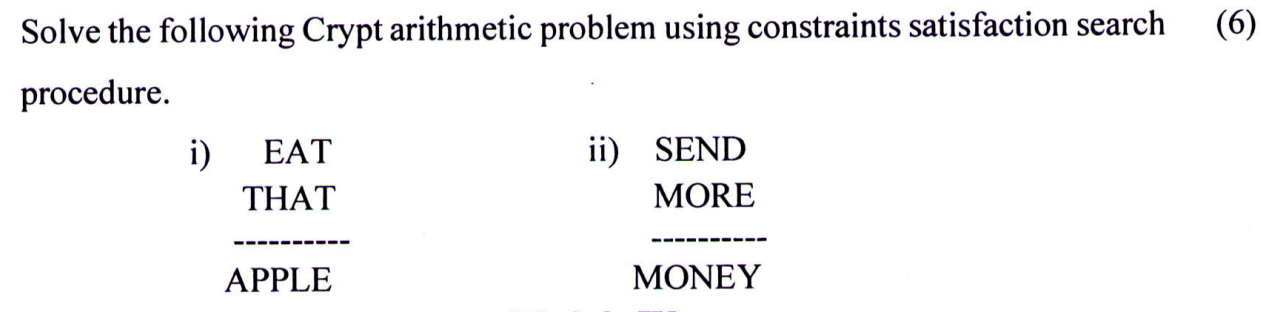 Solve the following Crypt arithmetic problem using constraints satisfaction search (6)
procedure.
i) EAT ii) SEND
THAT MORE
---------- ----------
APPLE MONEY